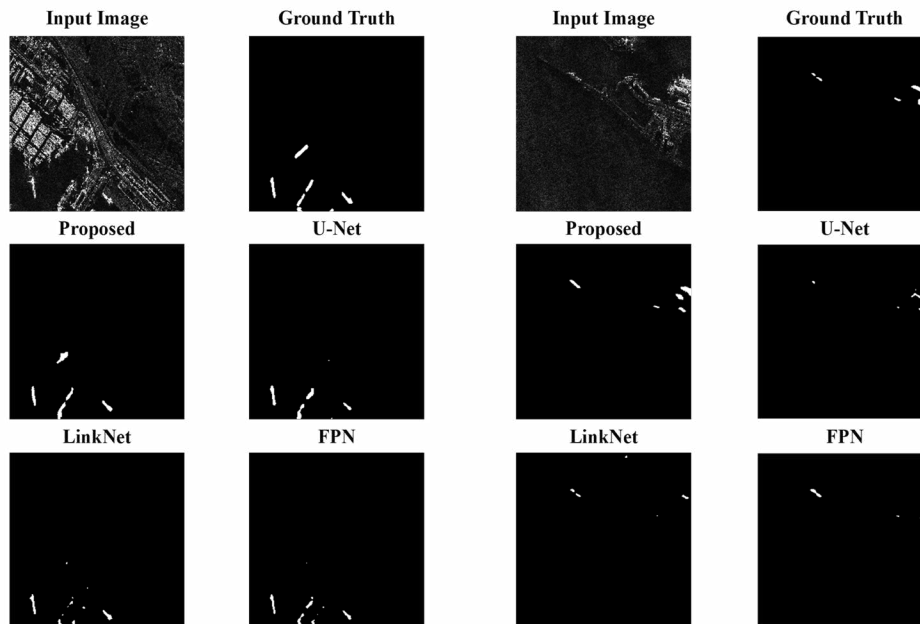 Input Image
Ground Truth
Input Image
Ground Truth
Proposed
U-Net
Proposed
U-Net
LinkNet
FPN
LinkNet
FPN